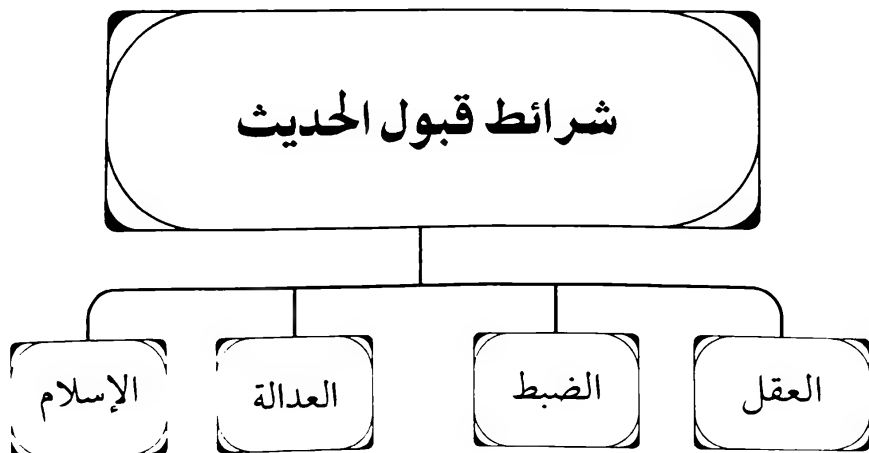 شرائط قبول الحديث
العقل
الضبط
العدالة
الإسلام